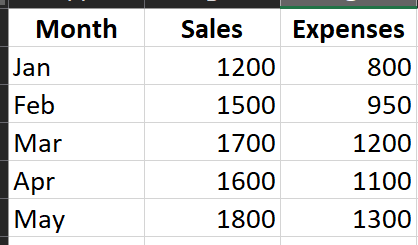 Month Sales Expenses
Jan 1200 800
Feb 1500 950
Mar 1700 1200
Apr 1600 1100
May 1800 1300